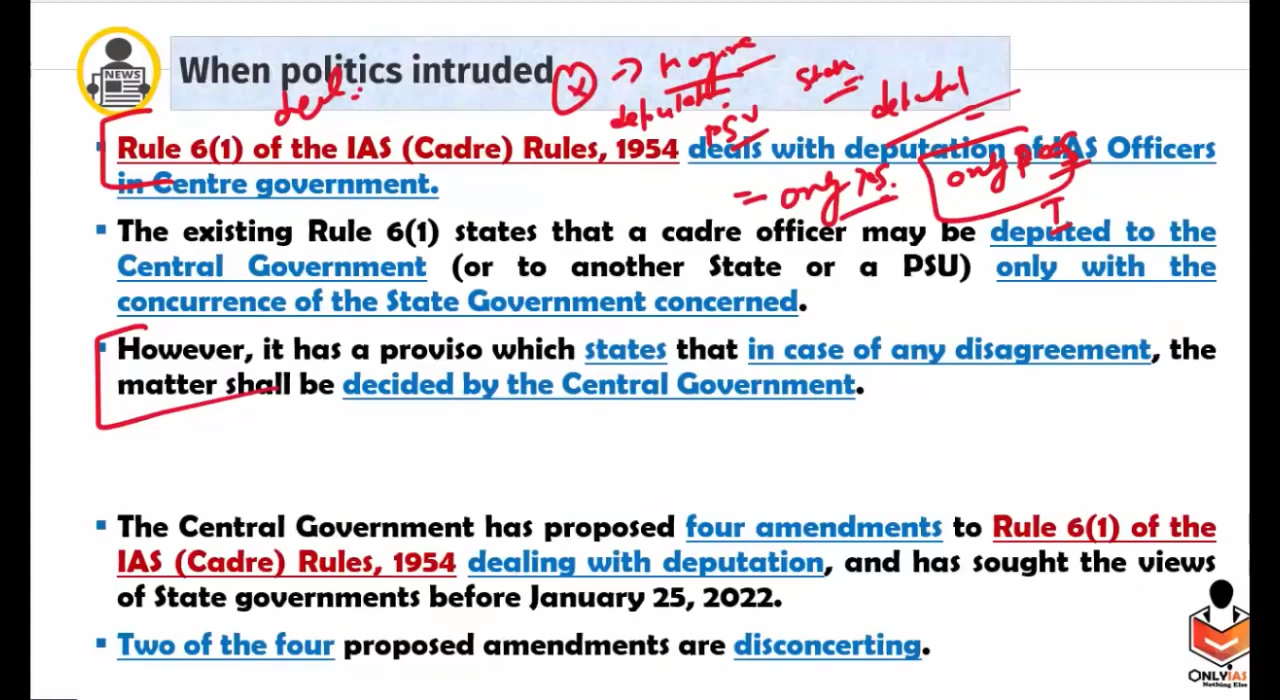 NEWS
When politics intruded
deal:
Haryana
deputation
PSU
State
= only
only
Rule 6(1) of the IAS (Cadre) Rules, 1954 deals with deputation of IAS Officers
in Centre government.
The existing Rule 6(1) states that a cadre officer may be deputed to the
Central Government (or to another State or a PSU) only with the
concurrence of the State Government concerned.
However, it has a proviso which states that in case of any disagreement, the
matter shall be decided by the Central Government.
The Central Government has proposed four amendments to Rule 6(1) of the
IAS (Cadre) Rules, 1954 dealing with deputation, and has sought the views
of State governments before January 25, 2022.
Two of the four proposed amendments are disconcerting.
ONLYIAS
Nothing Else